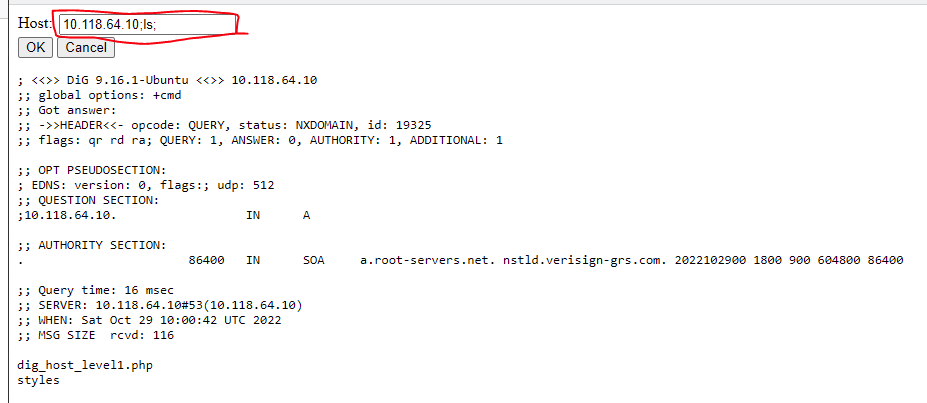 Host: 10.118.64.10;ls;
OK Cancel
; <<>> DiG 9.16.1-Ubuntu <<>> 10.118.64.10
;; global options: +cmd
;; Got answer:
;; ->>HEADER<<- opcode: QUERY, status: NXDOMAIN, id: 19325
;; flags: qr rd ra; QUERY: 1, ANSWER: 0, AUTHORITY: 1, ADDITIONAL: 1
;; OPT PSEUDOSECTION:
; EDNS: version: 0, flags:; udp: 512
;; QUESTION SECTION:
;10.118.64.10. IN A
;; AUTHORITY SECTION:
. 86400 IN SOA a.root-servers.net. nstld.verisign-grs.com. 2022102900 1800 900 604800 86400
;; Query time: 16 msec
;; SERVER: 10.118.64.10#53(10.118.64.10)
;; WHEN: Sat Oct 29 10:00:42 UTC 2022
;; MSG SIZE rcvd: 116
dig_host_level1.php
styles